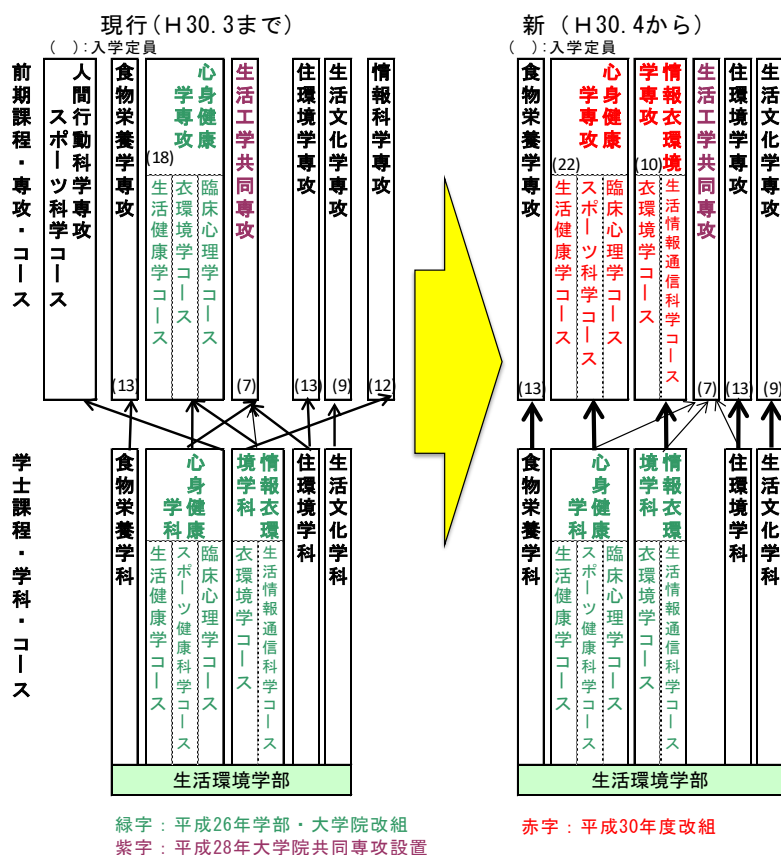 現行(H30.3まで)
( ):入学定員
前期課程・専攻・コース
人間行動科学専攻
スポーツ科学コース
食物栄養学専攻
(13)
心身健康
学専攻
(18)
臨床心理学コース
衣環境学コース
生活健康学コース
生活工学共同専攻
(7)
住環境学専攻
(13)
生活文化学専攻
(9)
情報科学専攻
(12)
学士課程・学科・コース
食物栄養学科
心身健康
学科
臨床心理学コース
スポーツ健康科学コース
生活健康学コース
情報衣環
境学科
生活情報通信科学コース
衣環境学コース
住環境学科
生活文化学科
生活環境学部
緑字：平成26年学部・大学院改組
紫字：平成28年大学院共同専攻設置
新（H30.4から）
( ):入学定員
食物栄養学専攻
(13)
心身健康
学専攻
(22)
臨床心理学コース
スポーツ科学コース
生活健康学コース
情報衣環境
学専攻
(10)
生活情報通信科学コース
衣環境学コース
生活工学共同専攻
(7)
住環境学専攻
(13)
生活文化学専攻
(9)
食物栄養学科
心身健康
学科
臨床心理学コース
スポーツ健康科学コース
生活健康学コース
情報衣環
境学科
生活情報通信科学コース
衣環境学コース
住環境学科
生活文化学科
生活環境学部
赤字：平成30年度改組